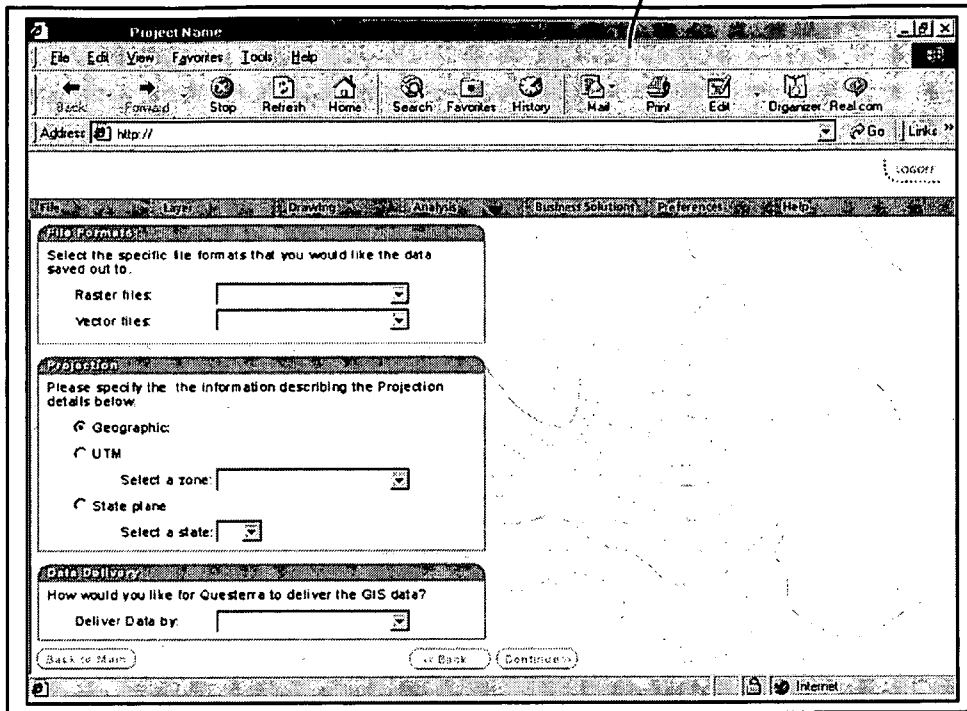 Project Name
File Edit View Favorites Tools Help
Back Forward Stop Refresh Home Search Favorites History Mail Print Edit Organizer Real.com
Address http:// Go Links »
LOGOFF
File Layer Drawing Analysis Business Solutions Preferences Help
File Formats
Select the specific file formats that you would like the data
saved out to.
Raster files:
Vector files:
Projection
Please specify the the information describing the Projection
details below.
Geographic:
UTM
Select a zone:
State plane
Select a state:
Data Delivery
How would you like for Questerra to deliver the GIS data?
Deliver Data by:
Back to Main << Back Continue >>
Internet